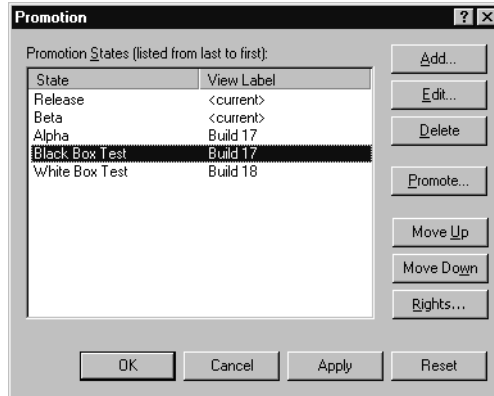 Promotion
Promotion States (listed from last to first):
State View Label
Release <current>
Beta <current>
Alpha Build 17
Black Box Test Build 17
White Box Test Build 18
Add...
Edit...
Delete
Promote...
Move Up
Move Down
Rights...
OK Cancel Apply Reset